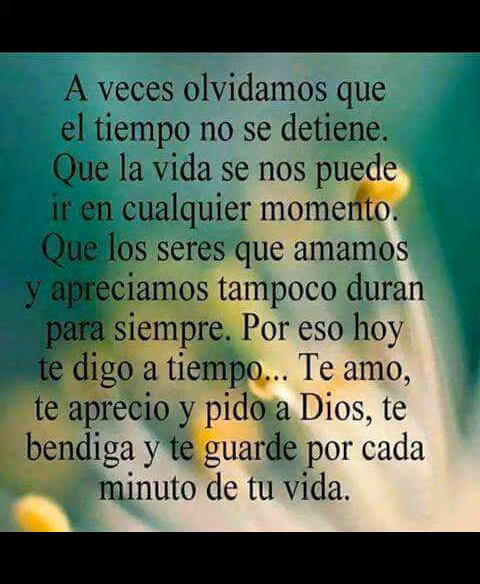 A veces olvidamos que
el tiempo no se detiene.
Que la vida se nos puede
ir en cualquier momento.
Que los seres que amamos
y apreciamos tampoco duran
para siempre. Por eso hoy
te digo a tiempo... Te amo,
te aprecio y pido a Dios, te
bendiga y te guarde por cada
minuto de tu vida.